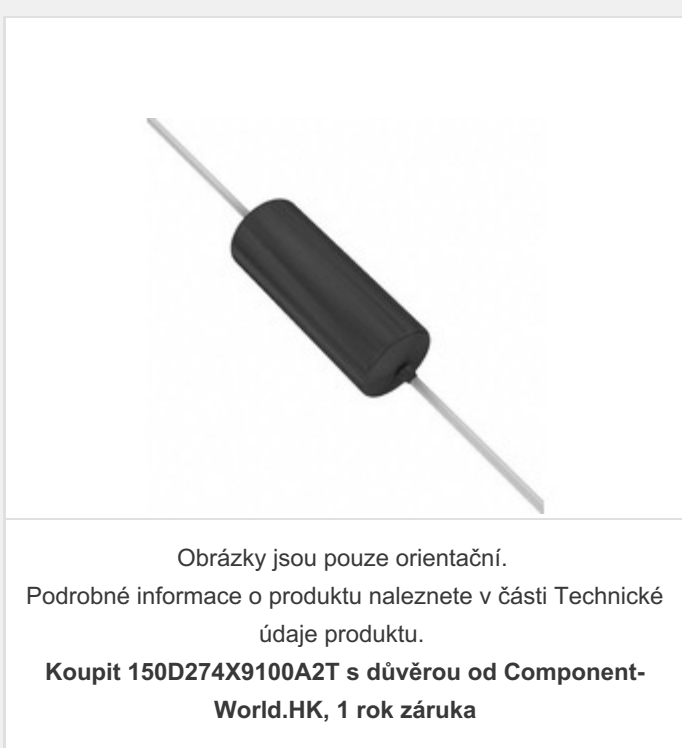 Obrázky jsou pouze orientační.
Podrobné informace o produktu naleznete v části Technické
údaje produktu.
Koupit 150D274X9100A2T s důvěrou od Component-
World.HK, 1 rok záruka